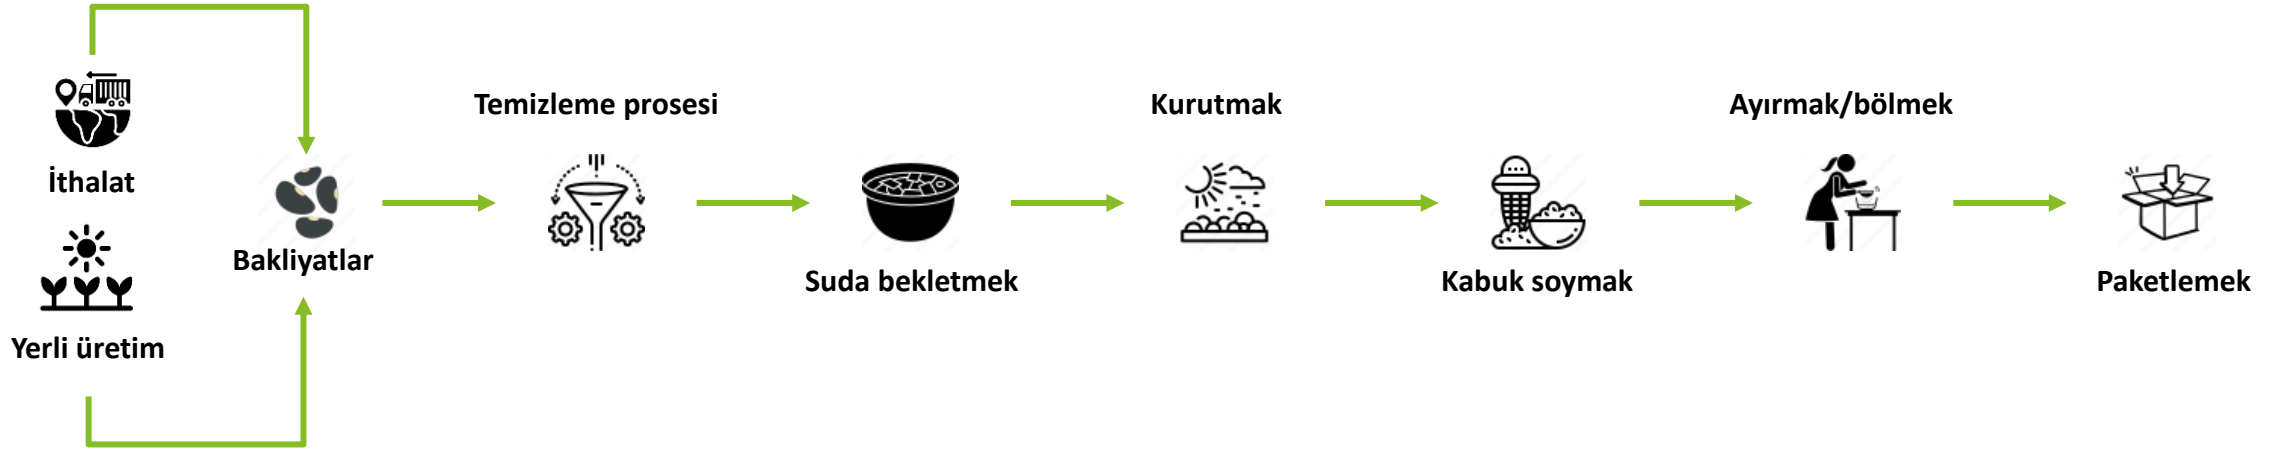 İthalat
Yerli üretim
Bakliyatlar
Temizleme prosesi
Suda bekletmek
Kurutmak
Kabuk soymak
Ayırmak/bölmek
Paketlemek